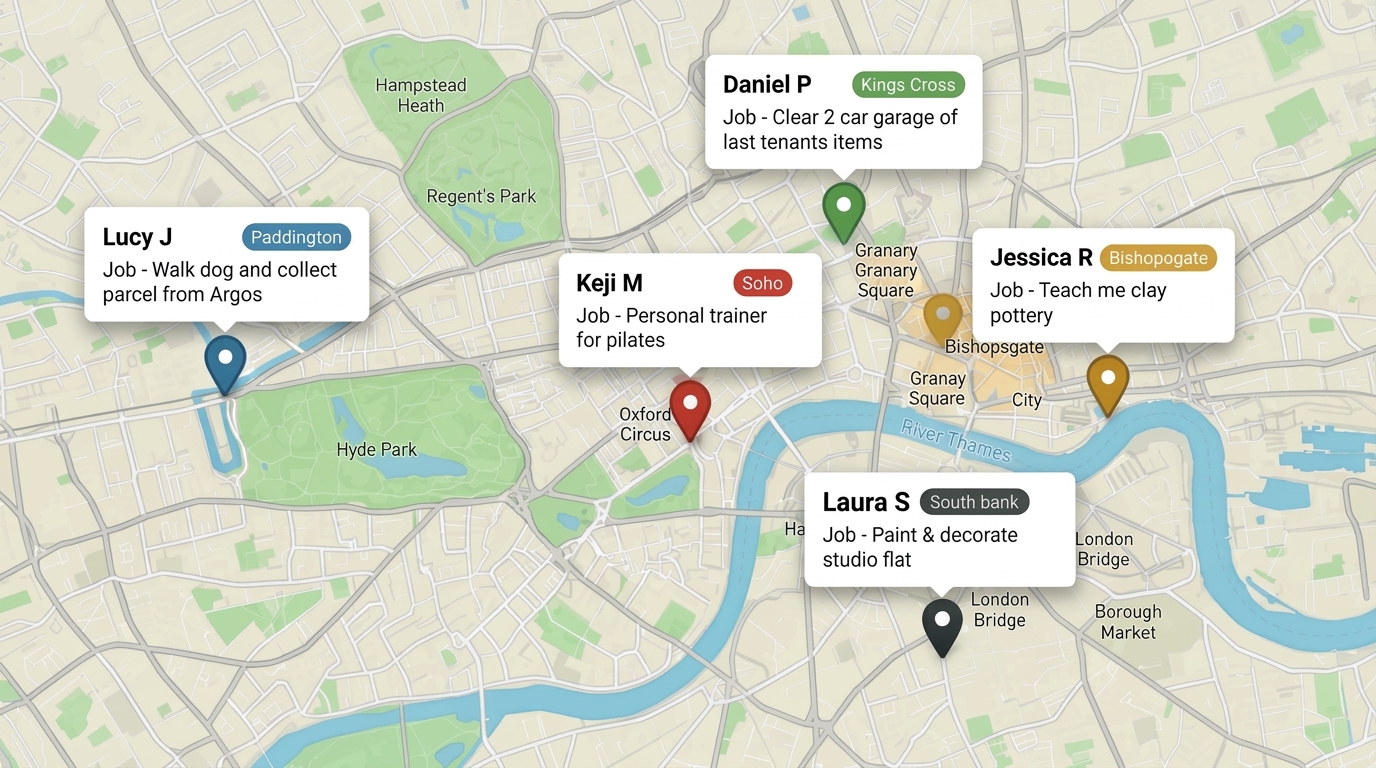 Hampstead
Heath
Regent's Park
Daniel P
Kings Cross
Job - Clear 2 car garage of
last tenants items
Lucy J
Paddington
Job - Walk dog and collect
parcel from Argos
Keji M
Soho
Job - Personal trainer
for pilates
Granary
Granary
Square
Jessica R
Bishopogate
Job - Teach me clay
pottery
Bishopsgate
Granay
Square
City
Oxford
Circus
Hyde Park
River Thames
Laura S
South bank
Job - Paint & decorate
studio flat
Ha
London
Bridge
London
Bridge
Borough
Market